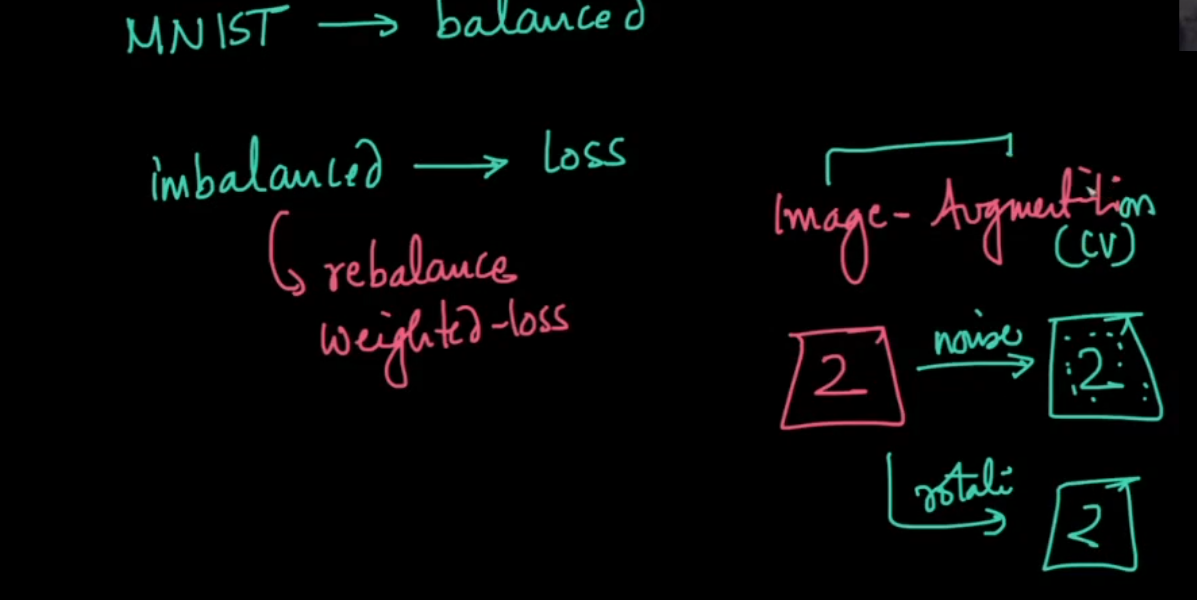 MNIST → balanced
imbalanced → loss
rebalance
weighted-loss
Image-Augmentation
(CV)
2
noise
2
rotati
2